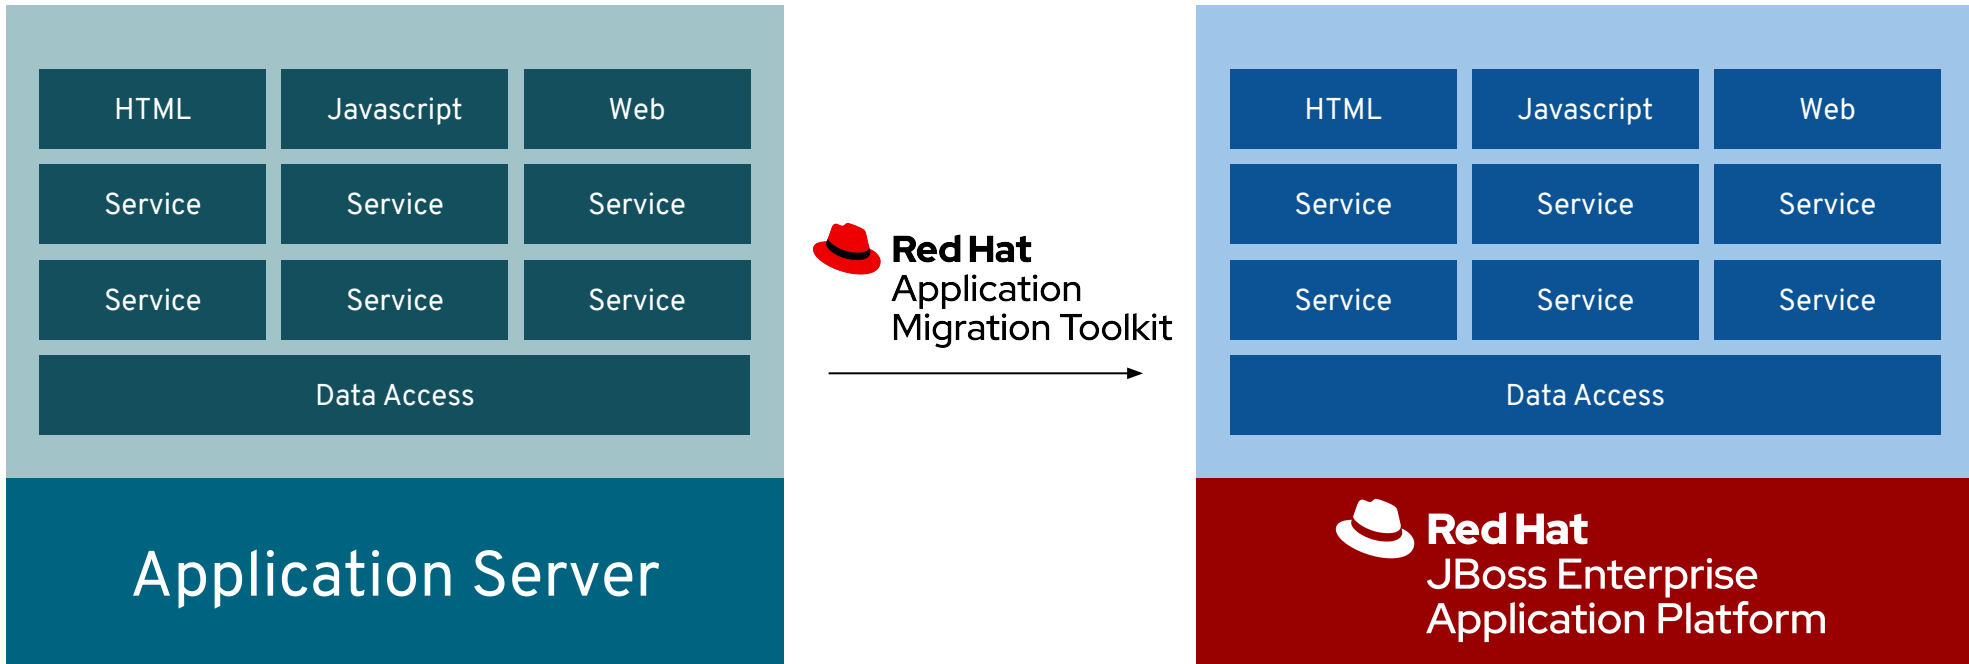 HTML Javascript Web
Service Service Service
Service Service Service
Data Access
Application Server
Red Hat
Application
Migration Toolkit
HTML Javascript Web
Service Service Service
Service Service Service
Data Access
Red Hat
JBoss Enterprise
Application Platform